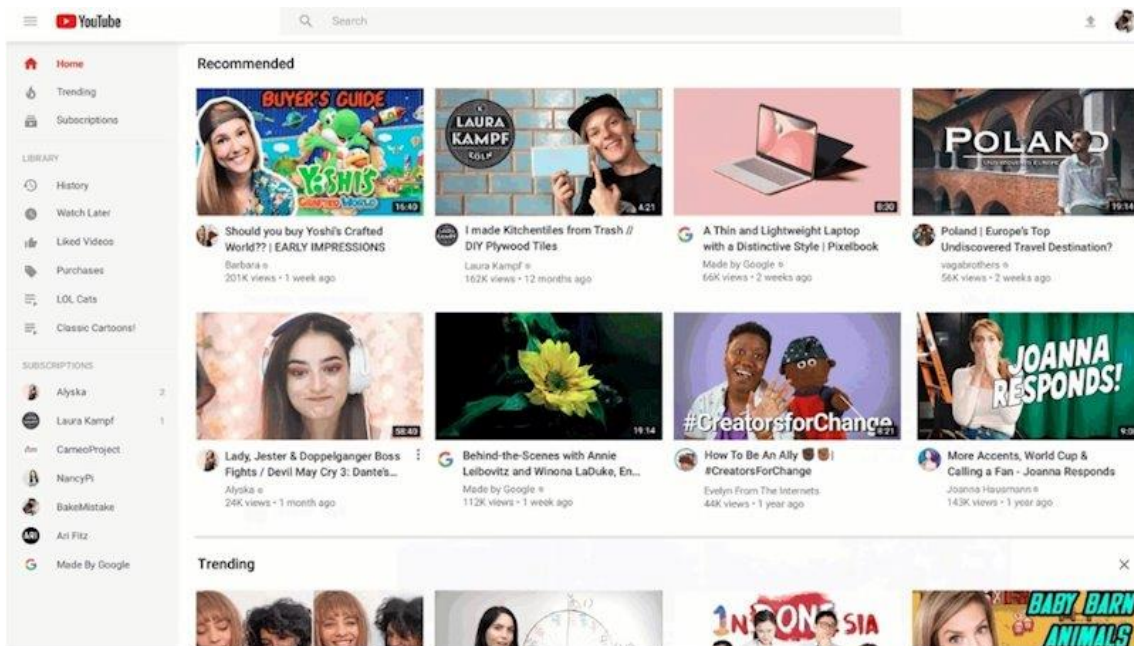 YouTube
Search
Home
Trending
Subscriptions
LIBRARY
History
Watch Later
Liked Videos
Purchases
LOL Cats
Classic Cartoons!
SUBSCRIPTIONS
Alyska 2
Laura Kampf 1
CameoProject
NancyPi
BakeMistake
ARI Ari Fitz
Made By Google
Recommended
BUYER'S GUIDE
YOSHI'S
CRAFTED WORLD
16:40
Should you buy Yoshi's Crafted
World?? | EARLY IMPRESSIONS
Barbara
201K views • 1 week ago
LAURA
KAMPF
KÖLN
4:21
I made Kitchentiles from Trash //
DIY Plywood Tiles
Laura Kampf
162K views • 12 months ago
8:20
A Thin and Lightweight Laptop
with a Distinctive Style | Pixelbook
Made by Google
66K views • 2 weeks ago
POLAND
19:14
Poland | Europe's Top
Undiscovered Travel Destination?
vagabrothers
56K views • 2 weeks ago
58:40
Lady, Jester & Doppelganger Boss
Fights / Devil May Cry 3: Dante's...
Alyska
24K views • 1 month ago
19:14
Behind-the-Scenes with Annie
Leibovitz and Winona LaDuke, En...
Made by Google
112K views • 1 week ago
#CreatorsforChange
8:21
How To Be An Ally ✊🏿✊🏾|
#CreatorsForChange
Evelyn From The Internets
44K views • 1 year ago
JOANNA
RESPONDS!
More Accents, World Cup &
Calling a Fan - Joanna Responds
Joanna Hausmann
143K views • 1 year ago
Trending
BABY BARN
ANIMALS